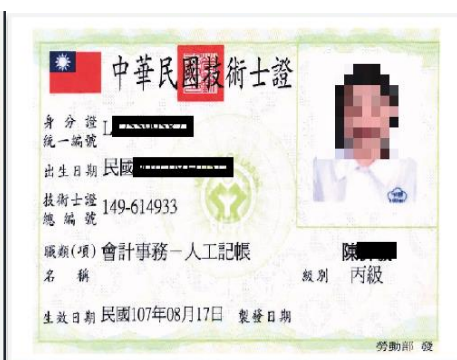 中華民國技術士證
身分證
統一編號
出生日期 民國
技術士證
總編號 149-614933
職類(項) 會計事務－人工記帳
名稱
陳
級別 丙級
生效日期 民國107年08月17日 製發日期
勞動部 發